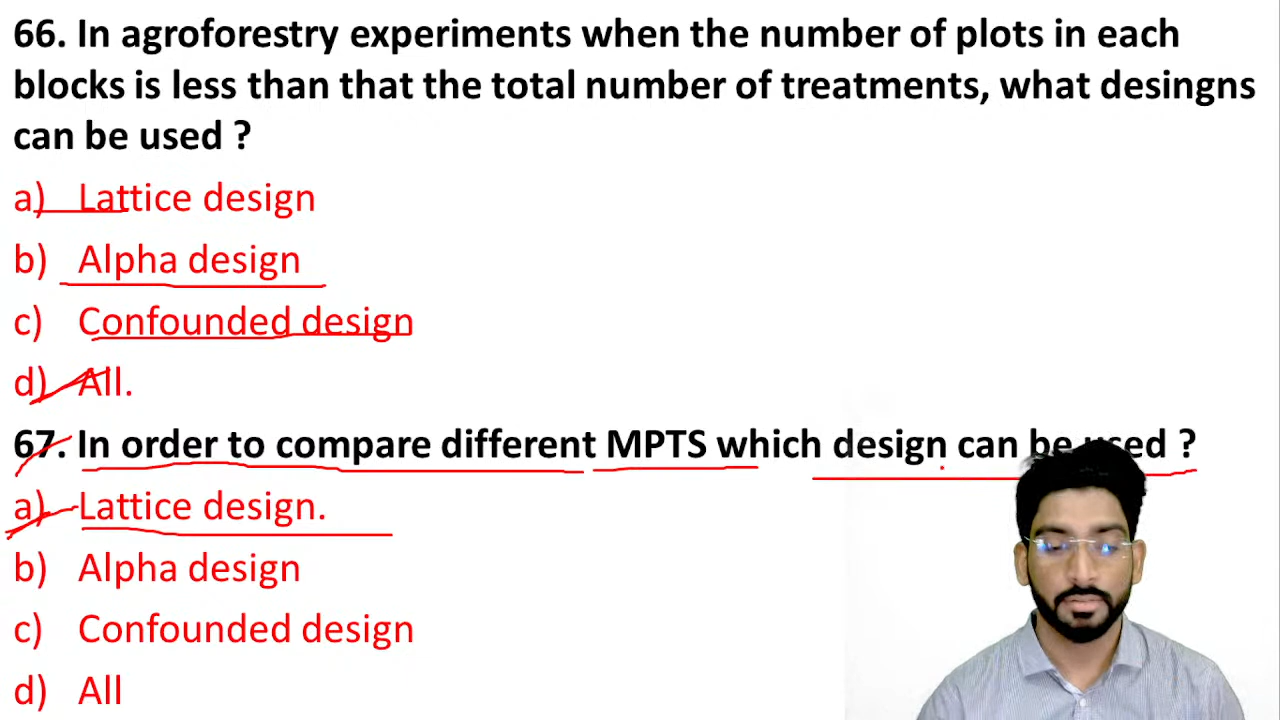 66. In agroforestry experiments when the number of plots in each
blocks is less than that the total number of treatments, what desingns
can be used ?
a) Lattice design
b) Alpha design
c) Confounded design
d) All.
67. In order to compare different MPTS which design can be used ?
a) Lattice design.
b) Alpha design
c) Confounded design
d) All